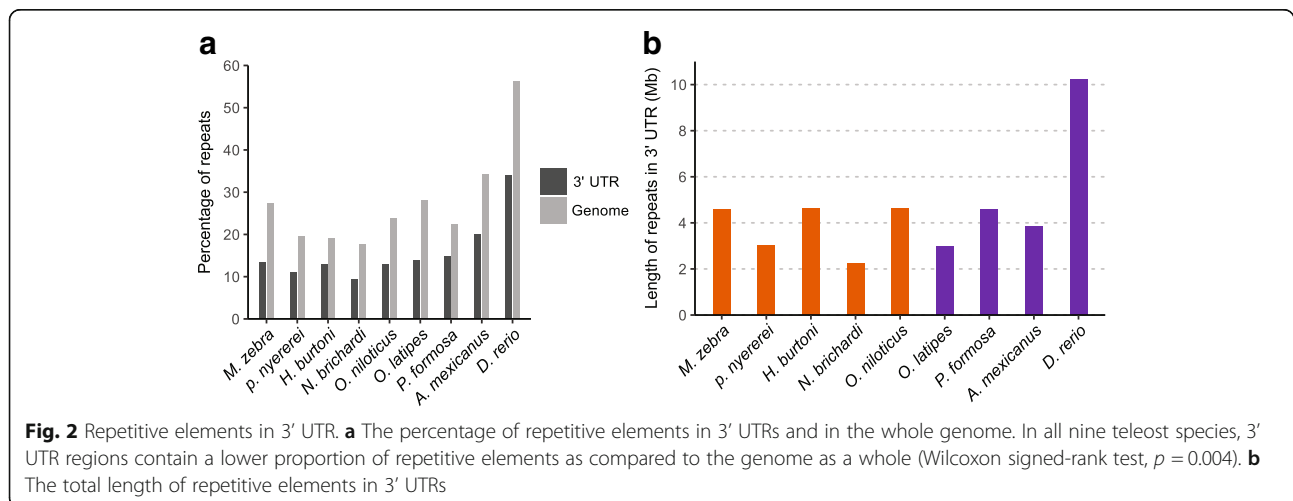 a
60
50
40
30
20
10
0
Percentage of repeats
3' UTR
Genome
M. zebra
p. nyererei
H. burtoni
N. brichardi
O. niloticus
O. latipes
P. formosa
A. mexicanus
D. rerio
b
10
8
6
4
2
0
Length of repeats in 3' UTR (Mb)
M. zebra
p. nyererei
H. burtoni
N. brichardi
O. niloticus
O. latipes
P. formosa
A. mexicanus
D. rerio
Fig. 2 Repetitive elements in 3′ UTR. a The percentage of repetitive elements in 3′ UTRs and in the whole genome. In all nine teleost species, 3′
UTR regions contain a lower proportion of repetitive elements as compared to the genome as a whole (Wilcoxon signed-rank test, p = 0.004). b
The total length of repetitive elements in 3′ UTRs